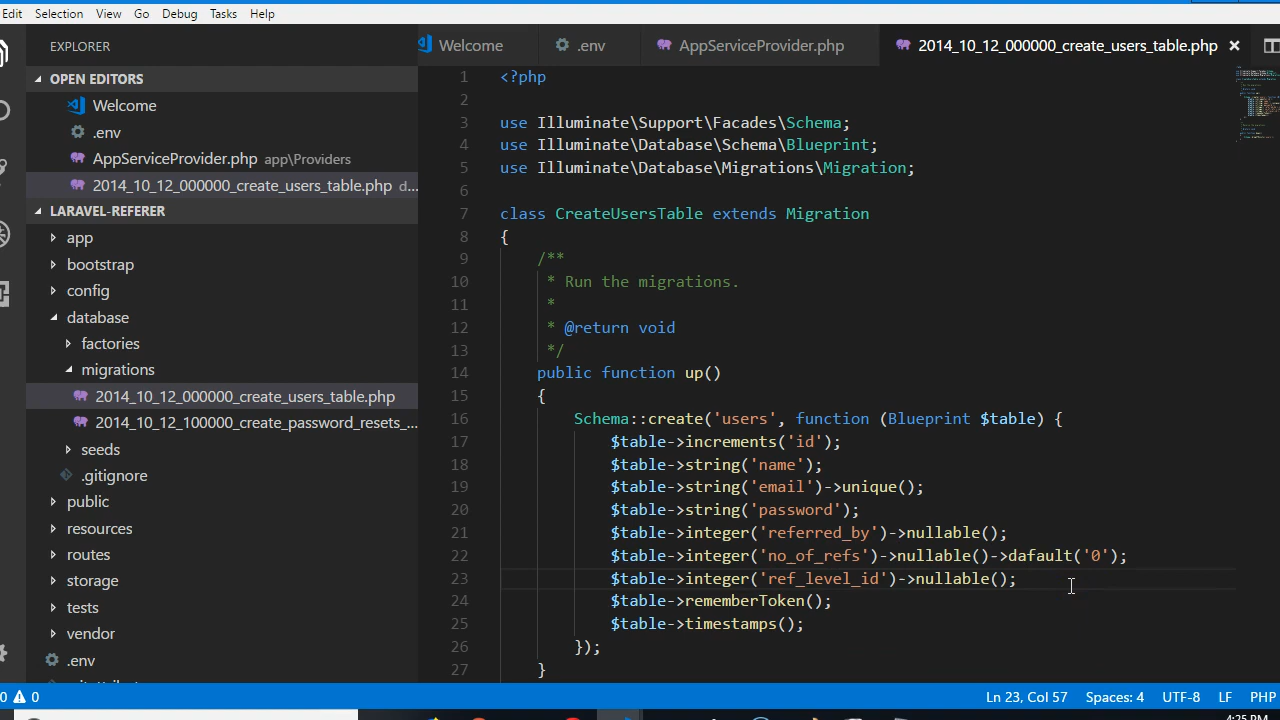 Edit Selection View Go Debug Tasks Help
EXPLORER
OPEN EDITORS
Welcome
.env
AppServiceProvider.php app\Providers
2014_10_12_000000_create_users_table.php d...
LARAVEL-REFERER
app
bootstrap
config
database
factories
migrations
2014_10_12_000000_create_users_table.php
2014_10_12_100000_create_password_resets_...
seeds
.gitignore
public
resources
routes
storage
tests
vendor
.env
Welcome .env AppServiceProvider.php 2014_10_12_000000_create_users_table.php
1 <?php
2
3 use Illuminate\Support\Facades\Schema;
4 use Illuminate\Database\Schema\Blueprint;
5 use Illuminate\Database\Migrations\Migration;
6
7 class CreateUsersTable extends Migration
8 {
9 /**
10 * Run the migrations.
11 *
12 * @return void
13 */
14 public function up()
15 {
16 Schema::create('users', function (Blueprint $table) {
17 $table->increments('id');
18 $table->string('name');
19 $table->string('email')->unique();
20 $table->string('password');
21 $table->integer('referred_by')->nullable();
22 $table->integer('no_of_refs')->nullable()->dafault('0');
23 $table->integer('ref_level_id')->nullable();
24 $table->rememberToken();
25 $table->timestamps();
26 });
27 }
0 0 Ln 23, Col 57 Spaces: 4 UTF-8 LF PHP
4:25 PM